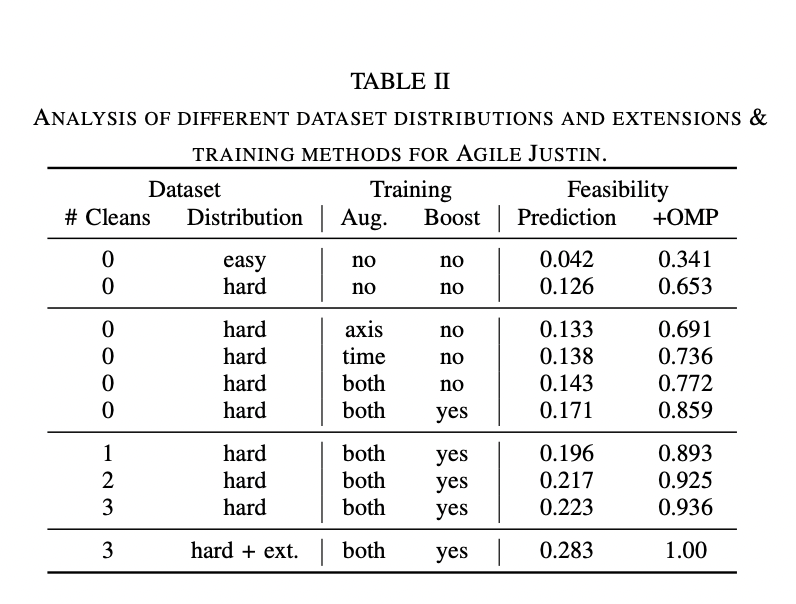 TABLE II
ANALYSIS OF DIFFERENT DATASET DISTRIBUTIONS AND EXTENSIONS &
TRAINING METHODS FOR AGILE JUSTIN.
Dataset Training Feasibility
# Cleans Distribution Aug. Boost Prediction +OMP
0 easy no no 0.042 0.341
0 hard no no 0.126 0.653
0 hard axis no 0.133 0.691
0 hard time no 0.138 0.736
0 hard both no 0.143 0.772
0 hard both yes 0.171 0.859
1 hard both yes 0.196 0.893
2 hard both yes 0.217 0.925
3 hard both yes 0.223 0.936
3 hard + ext. both yes 0.283 1.00